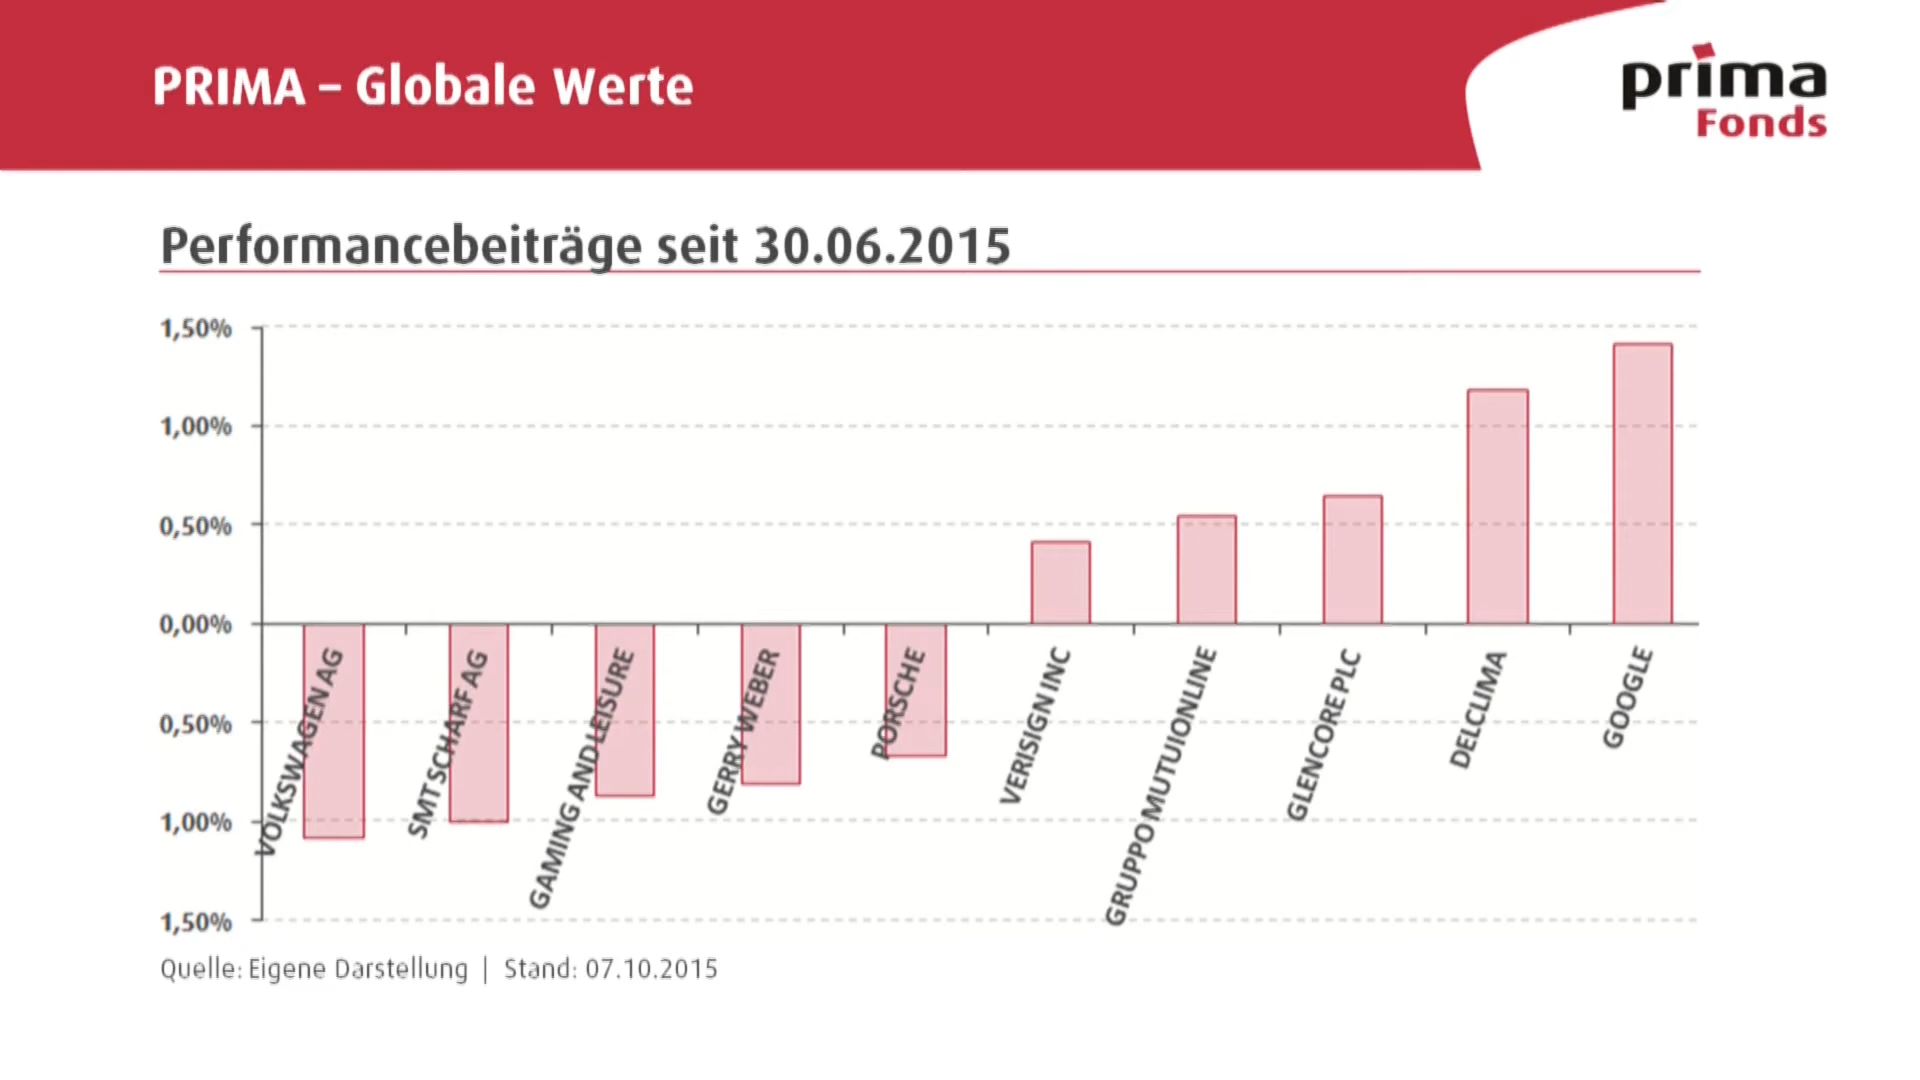 PRIMA – Globale Werte
prima
Fonds
Performancebeiträge seit 30.06.2015
1,50%
1,00%
0,50%
0,00%
0,50%
1,00%
1,50%
VOLKSWAGEN AG
SMT SCHARF AG
GAMING AND LEISURE
GERRY WEBER
PORSCHE
VERISIGN INC
GRUPPO MUTUIONLINE
GLENCORE PLC
DELCLIMA
GOOGLE
Quelle: Eigene Darstellung | Stand: 07.10.2015